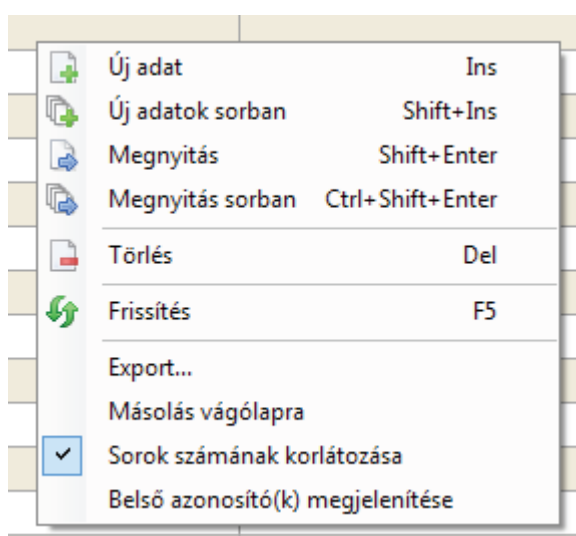 Új adat Ins
Új adatok sorban Shift+Ins
Megnyitás Shift+Enter
Megnyitás sorban Ctrl+Shift+Enter
Törlés Del
Frissítés F5
Export...
Másolás vágólapra
Sorok számának korlátozása
Belső azonosító(k) megjelenítése